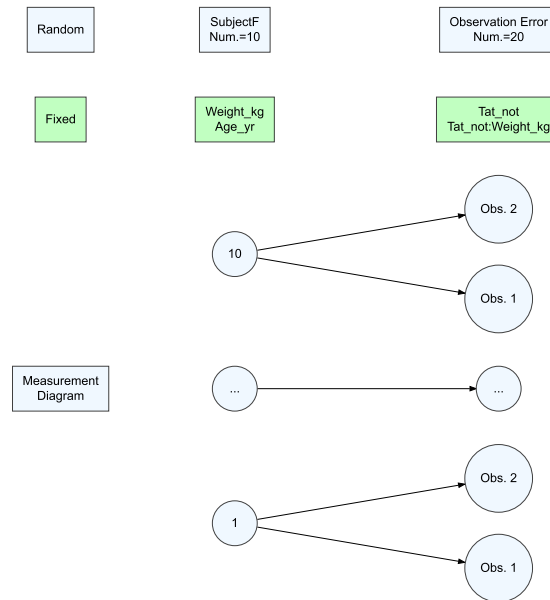 Random
SubjectF
Num.=10
Observation Error
Num.=20
Fixed
Weight_kg
Age_yr
Tat_not
Tat_not:Weight_kg
Obs. 2
10
Obs. 1
Measurement
Diagram
...
...
Obs. 2
1
Obs. 1